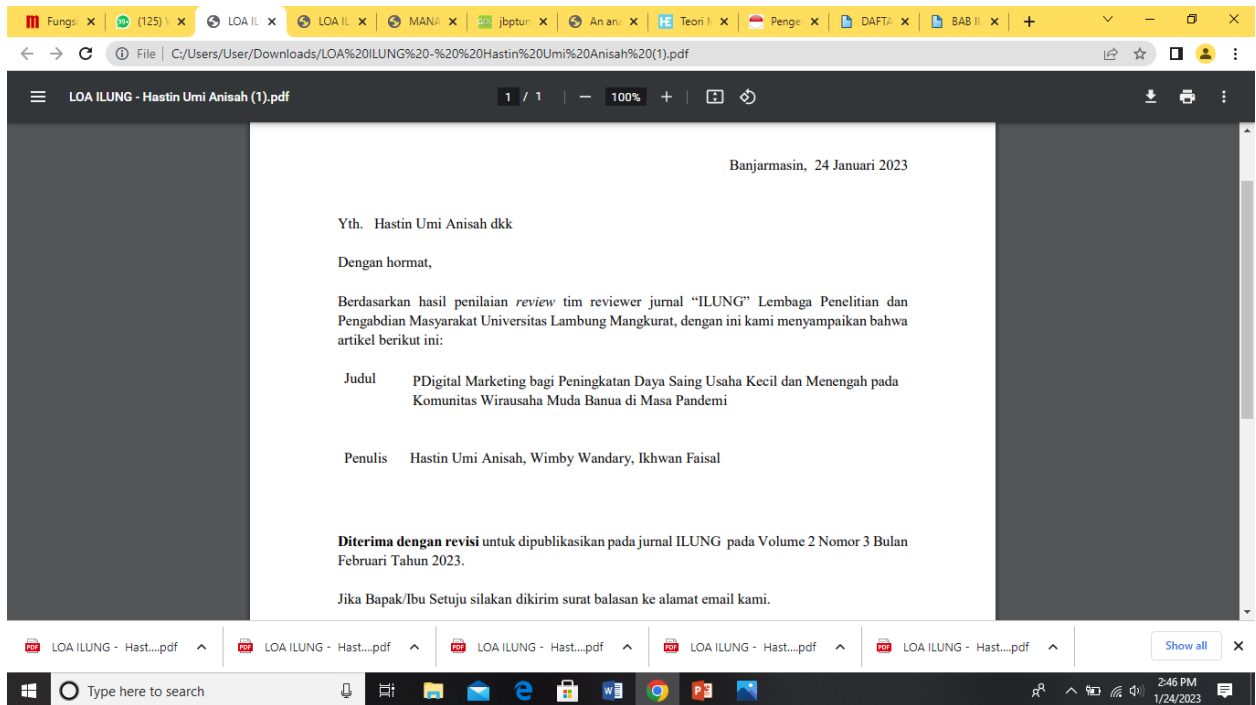 Fungsi
(125)
LOA IL
LOA IL
MANA
jbptun
An ana
Teori
Penge
DAFTA
BAB II.
File
C:/Users/User/Downloads/LOA%20ILUNG%20-%20%20Hastin%20Umi%20Anisah%20(1).pdf
LOA ILUNG - Hastin Umi Anisah (1).pdf
1 / 1
100%
Banjarmasin, 24 Januari 2023
Yth. Hastin Umi Anisah dkk
Dengan hormat,
Berdasarkan hasil penilaian review tim reviewer jurnal “ILUNG” Lembaga Penelitian dan
Pengabdian Masyarakat Universitas Lambung Mangkurat, dengan ini kami menyampaikan bahwa
artikel berikut ini:
Judul PDigital Marketing bagi Peningkatan Daya Saing Usaha Kecil dan Menengah pada
Komunitas Wirausaha Muda Banua di Masa Pandemi
Penulis Hastin Umi Anisah, Wimby Wandary, Ikhwan Faisal
Diterima dengan revisi untuk dipublikasikan pada jurnal ILUNG pada Volume 2 Nomor 3 Bulan
Februari Tahun 2023.
Jika Bapak/Ibu Setuju silakan dikirim surat balasan ke alamat email kami.
LOA ILUNG - Hast....pdf
LOA ILUNG - Hast....pdf
LOA ILUNG - Hast....pdf
LOA ILUNG - Hast....pdf
LOA ILUNG - Hast....pdf
Show all
Type here to search
2:46 PM
1/24/2023